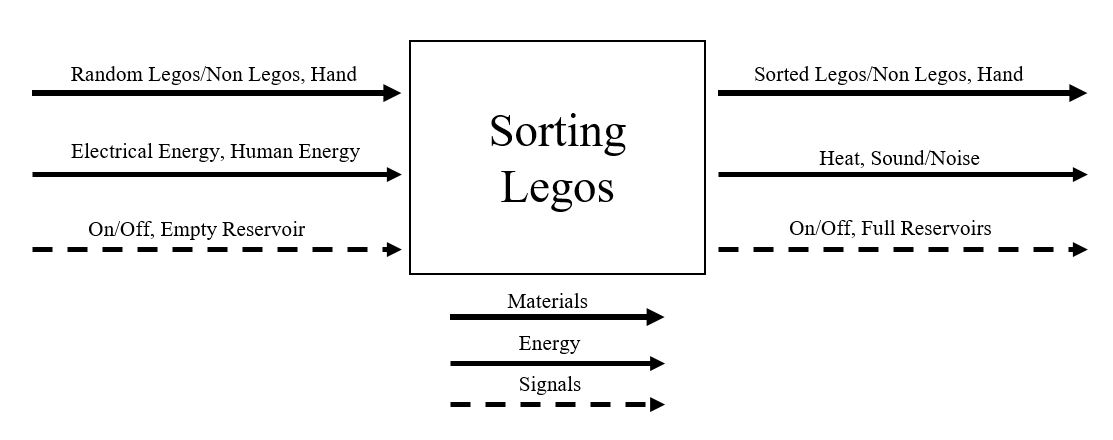 Random Legos/Non Legos, Hand
Electrical Energy, Human Energy
On/Off, Empty Reservoir
Sorting
Legos
Sorted Legos/Non Legos, Hand
Heat, Sound/Noise
On/Off, Full Reservoirs
Materials
Energy
Signals